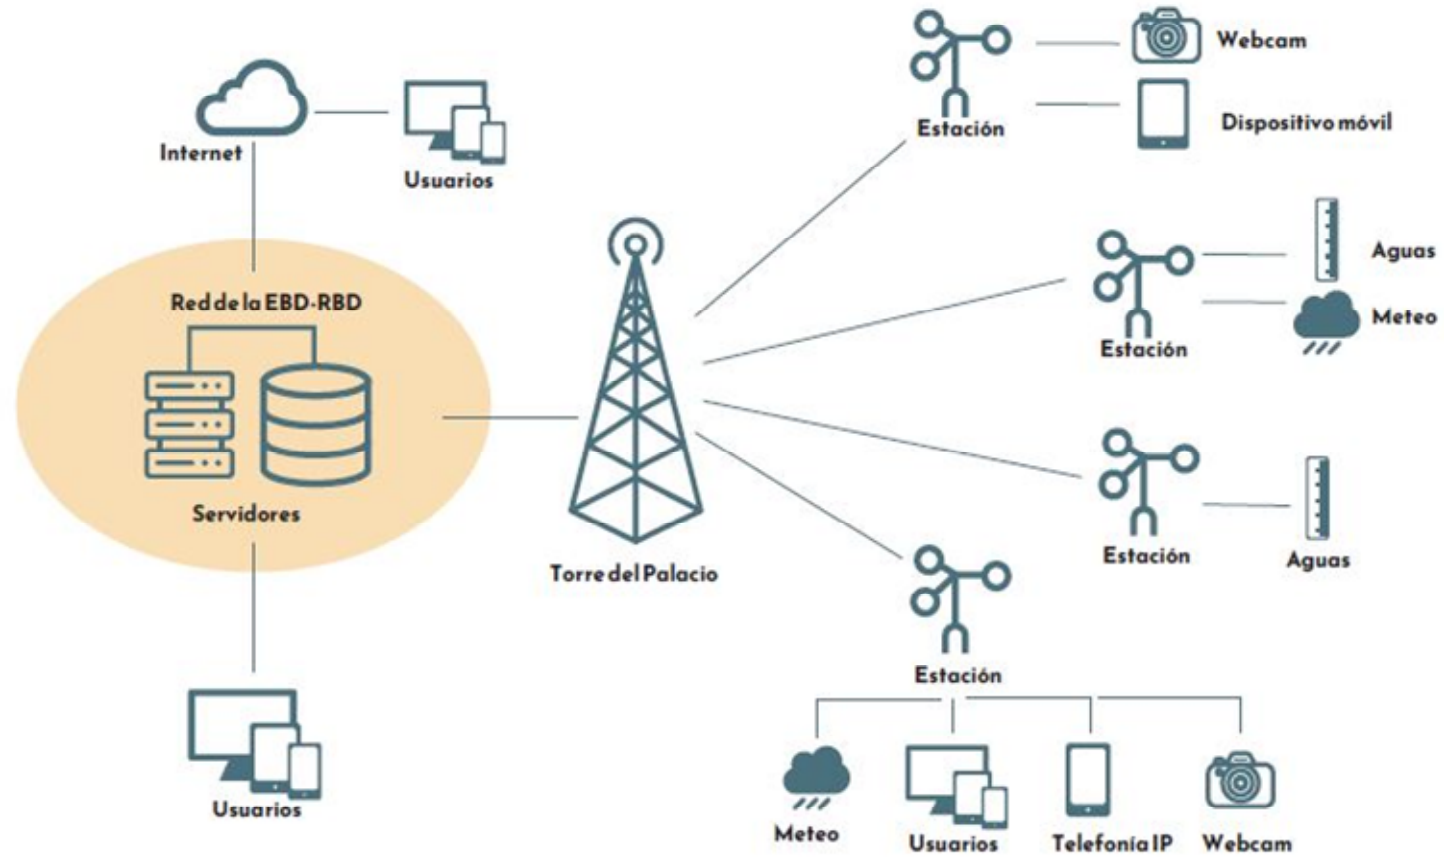 Webcam
Dispositivo móvil
Estación
Internet
Usuarios
Aguas
Meteo
Estación
Red de la EBD-RBD
Servidores
Torre del Palacio
Estación
Aguas
Estación
Usuarios
Meteo
Usuarios
Telefonía IP
Webcam